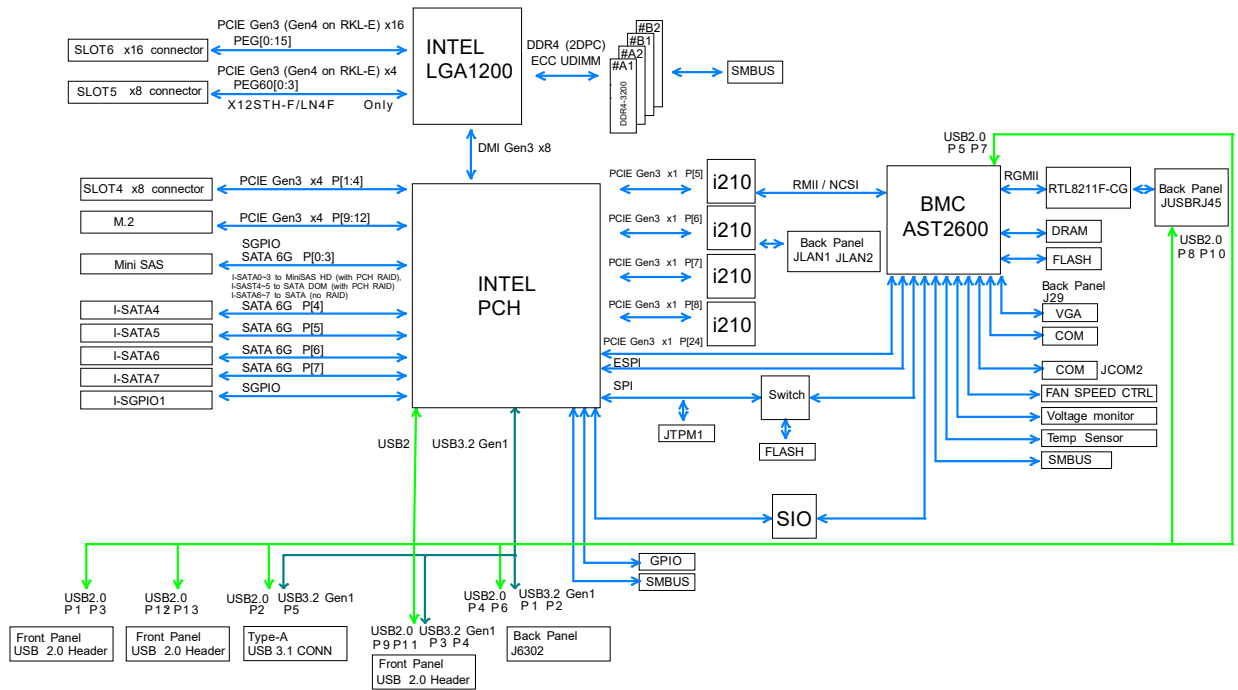 PCIE Gen3 (Gen4 on RKL-E) x16
PEG[0:15]
SLOT6 x16 connector
PCIE Gen3 (Gen4 on RKL-E) x4
PEG60[0:3]
SLOT5 x8 connector
X12STH-F/LN4F Only
INTEL
LGA1200
DDR4 (2DPC)
ECC UDIMM
#B2
#B1
#A2
#A1
DDR4-3200
SMBUS
DMI Gen3 x8
SLOT4 x8 connector
PCIE Gen3 x4 P[1:4]
M.2
PCIE Gen3 x4 P[9:12]
Mini SAS
SGPIO
SATA 6G P[0:3]
I-SATA0~3 to MiniSAS HD (with PCH RAID),
I-SAST4~5 to SATA DOM (with PCH RAID)
I-SATA6~7 to SATA (no RAID)
I-SATA4
SATA 6G P[4]
I-SATA5
SATA 6G P[5]
I-SATA6
SATA 6G P[6]
I-SATA7
SATA 6G P[7]
I-SGPIO1
SGPIO
INTEL
PCH
PCIE Gen3 x1 P[5]
i210
PCIE Gen3 x1 P[6]
i210
PCIE Gen3 x1 P[7]
i210
PCIE Gen3 x1 P[8]
i210
PCIE Gen3 x1 P[24]
ESPI
SPI
RMII / NCSI
Back Panel
JLAN1 JLAN2
USB2.0
P5 P7
BMC
AST2600
RGMII
RTL8211F-CG
Back Panel
JUSBRJ45
USB2.0
P8 P10
DRAM
FLASH
Back Panel
J29
VGA
COM
COM
JCOM2
FAN SPEED CTRL
Voltage monitor
Temp Sensor
SMBUS
Switch
JTPM1
FLASH
SIO
USB2
USB3.2 Gen1
GPIO
SMBUS
USB2.0
P1 P3
Front Panel
USB 2.0 Header
USB2.0
P12 P13
Front Panel
USB 2.0 Header
USB2.0
P2
USB3.2 Gen1
P5
Type-A
USB 3.1 CONN
USB2.0
P9 P11
USB3.2 Gen1
P3 P4
Front Panel
USB 2.0 Header
USB2.0
P4 P6
USB3.2 Gen1
P1 P2
Back Panel
J6302